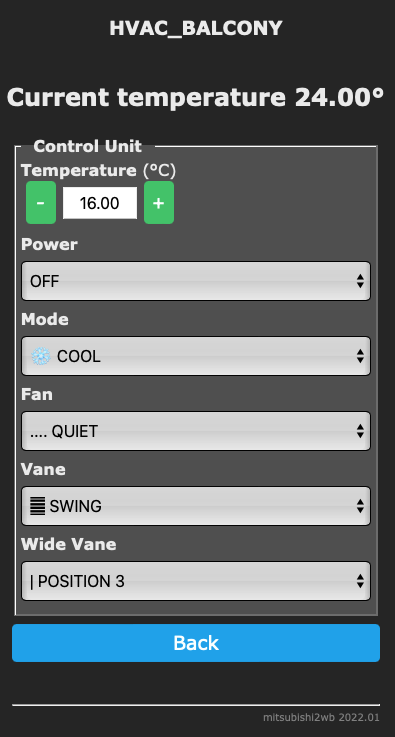 HVAC_BALCONY
Current temperature 24.00°
Control Unit
Temperature (°C)
- 16.00 +
Power
OFF
Mode
COOL
Fan
.... QUIET
Vane
SWING
Wide Vane
| POSITION 3
Back
mitsubishi2wb 2022.01